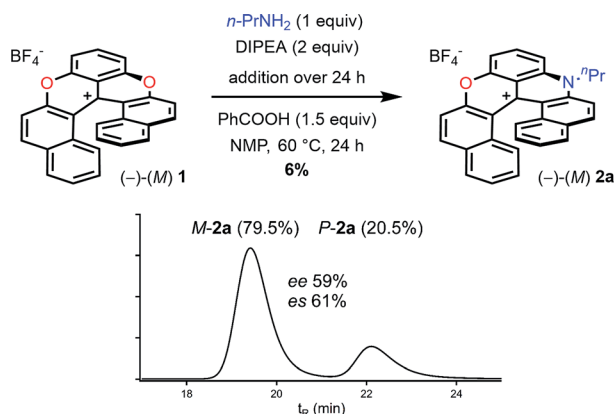 n-PrNH₂ (1 equiv)
DIPEA (2 equiv)
addition over 24 h
PhCOOH (1.5 equiv)
NMP, 60 °C, 24 h
6%
BF₄⁻
O
O
+
(−)-(M) 1
BF₄⁻
O
N
ⁿPr
+
(−)-(M) 2a
M-2a (79.5%) P-2a (20.5%)
ee 59%
es 61%
18 20 22 24
t_R (min)